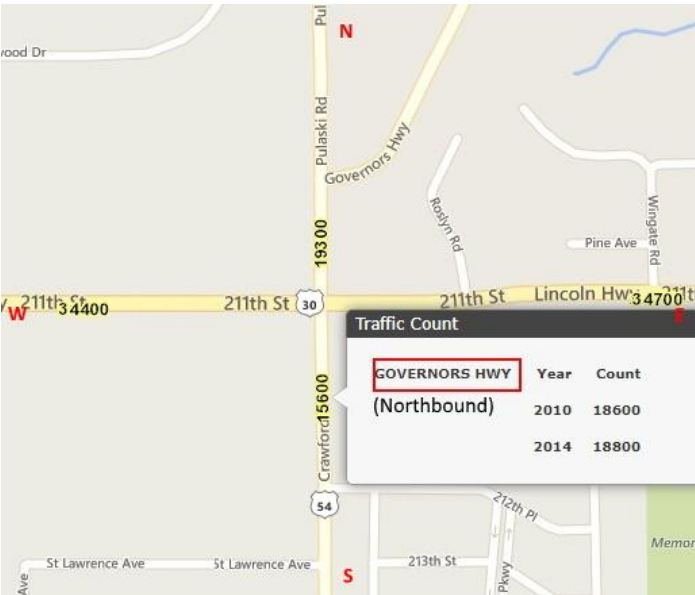 Pul
N
wood Dr
Pulaski Rd
Governors Hwy
Roslyn Rd
Wingate Rd
19300
Pine Ave
211th St
34400
W
211th St
30
211th St
Lincoln Hwy
34700
E
Traffic Count
GOVERNORS HWY Year Count
(Northbound) 2010 18600
2014 18800
15600
Crawford
54
212th Pl
St Lawrence Ave
St Lawrence Ave
213th St
Memor
S
Ave
Pkwy